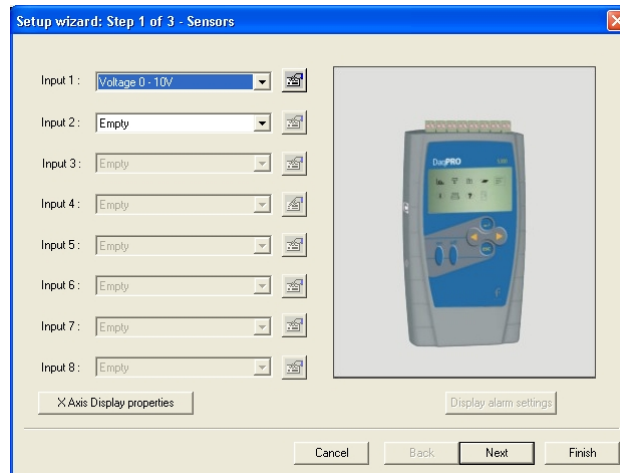 Setup wizard: Step 1 of 3 - Sensors
Input 1 : Voltage 0 - 10V
Input 2 : Empty
Input 3 : Empty
Input 4 : Empty
Input 5 : Empty
Input 6 : Empty
Input 7 : Empty
Input 8 : Empty
DaqPRO
X Axis Display properties
Display alarm settings
Cancel
Back
Next
Finish